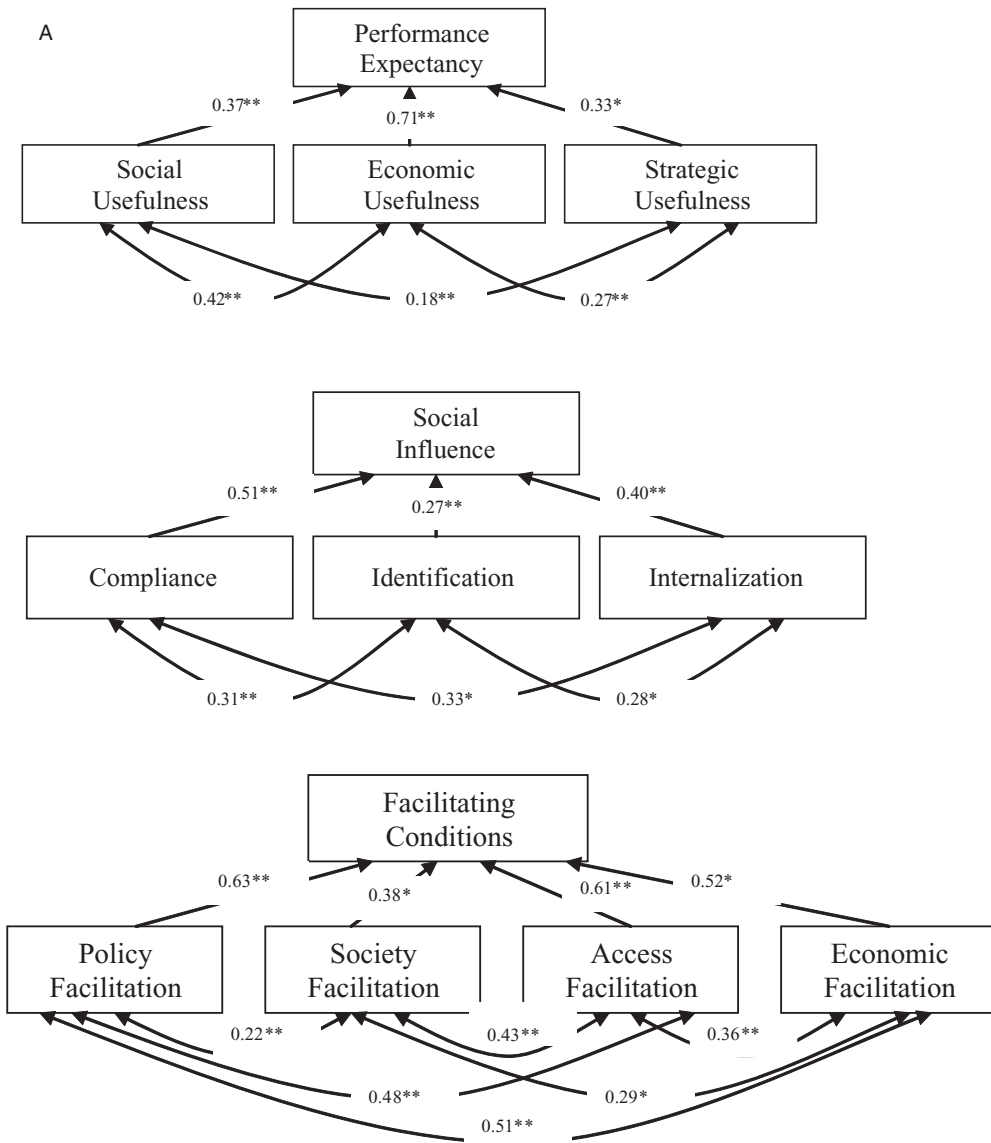 A
Performance
Expectancy
0.37**
0.71**
0.33*
Social
Usefulness
Economic
Usefulness
Strategic
Usefulness
0.42**
0.18**
0.27**
Social
Influence
0.51**
0.27**
0.40**
Compliance
Identification
Internalization
0.31**
0.33*
0.28*
Facilitating
Conditions
0.63**
0.38*
0.61**
0.52*
Policy
Facilitation
Society
Facilitation
Access
Facilitation
Economic
Facilitation
0.22**
0.43**
0.36**
0.48**
0.29*
0.51**